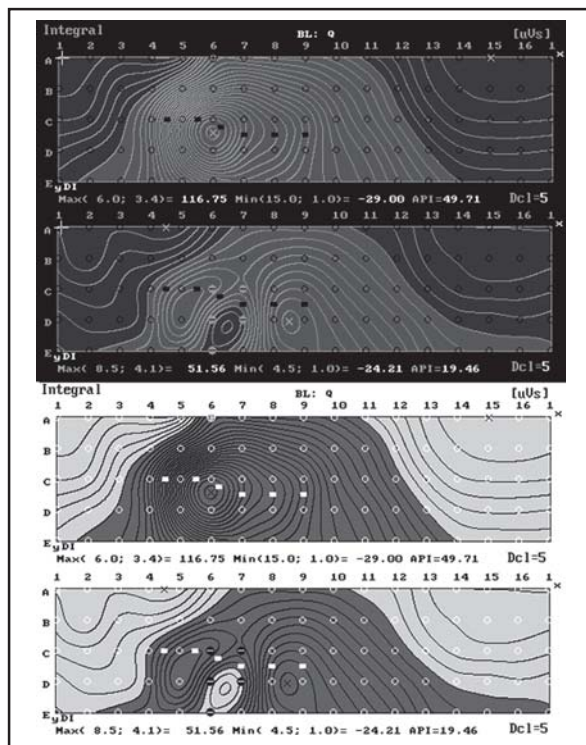 Integral BL: Q [uVs]
1 2 3 4 5 6 7 8 9 10 11 12 13 14 15 16 1 x
A
B
C
D
E y DI
Max( 6.0; 3.4)= 116.75 Min(15.0; 1.0)= -29.00 API=49.71 Dcl=5
1 2 3 4 5 6 7 8 9 10 11 12 13 14 15 16 1 x
A
B
C
D
E y DI
Max( 8.5; 4.1)= 51.56 Min( 4.5; 1.0)= -24.21 API=19.46 Dcl=5
Integral BL: Q [uVs]
1 2 3 4 5 6 7 8 9 10 11 12 13 14 15 16 1 x
A
B
C
D
E y DI
Max( 6.0; 3.4)= 116.75 Min(15.0; 1.0)= -29.00 API=49.71 Dcl=5
1 2 3 4 5 6 7 8 9 10 11 12 13 14 15 16 1 x
A
B
C
D
E y DI
Max( 8.5; 4.1)= 51.56 Min( 4.5; 1.0)= -24.21 API=19.46 Dcl=5